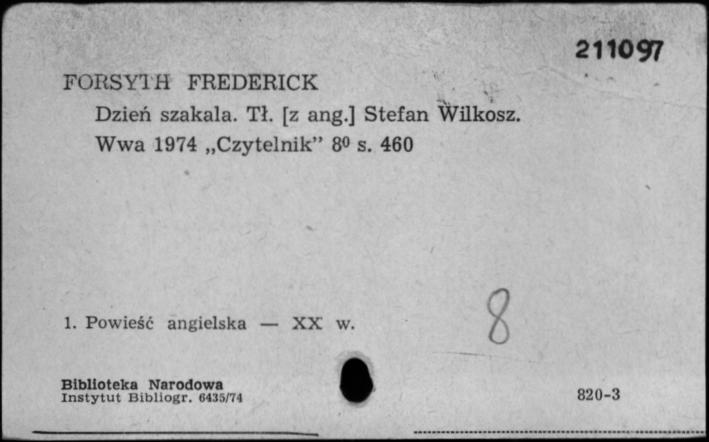 211097
FORSYTH FREDERICK
Dzień szakala. Tł. [z ang.] Stefan Wilkosz.
Wwa 1974 „Czytelnik” 8⁰ s. 460
8
1. Powieść angielska — XX w.
Biblioteka Narodowa
Instytut Bibliogr. 6435/74
820-3